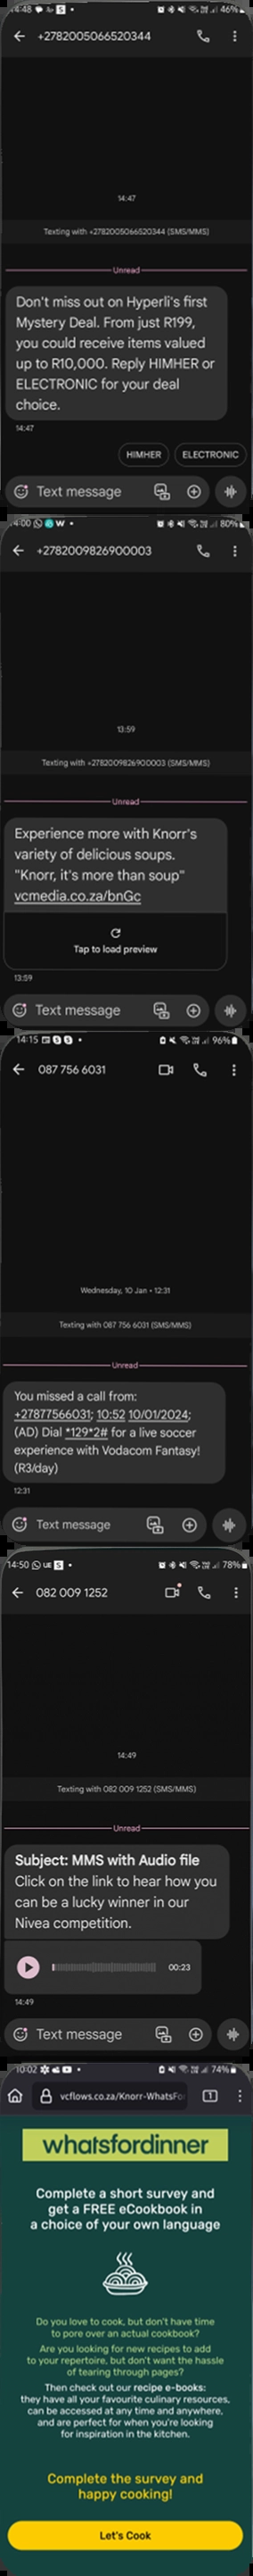 14:48 S 46%
+2782005066520344
14:47
Texting with +2782005066520344 (SMS/MMS)
Unread
Don't miss out on Hyperli's first
Mystery Deal. From just R199,
you could receive items valued
up to R10,000. Reply HIMHER or
ELECTRONIC for your deal
choice.
14:47
HIMHER ELECTRONIC
Text message
14:00 W 80%
+2782009826900003
13:59
Texting with +2782009826900003 (SMS/MMS)
Unread
Experience more with Knorr's
variety of delicious soups.
"Knorr, it's more than soup"
vcmedia.co.za/bnGc
Tap to load preview
13:59
Text message
14:15 96%
087 756 6031
Wednesday, 10 Jan • 12:31
Texting with 087 756 6031 (SMS/MMS)
Unread
You missed a call from:
+27877566031; 10:52 10/01/2024;
(AD) Dial *129*2# for a live soccer
experience with Vodacom Fantasy!
(R3/day)
12:31
Text message
14:50 UE S 78%
082 009 1252
14:49
Texting with 082 009 1252 (SMS/MMS)
Unread
Subject: MMS with Audio file
Click on the link to hear how you
can be a lucky winner in our
Nivea competition.
00:23
14:49
Text message
10:02 74%
vcflows.co.za/Knorr-WhatsFo
1
whatsfordinner
Complete a short survey and
get a FREE eCookbook in
a choice of your own language
Do you love to cook, but don't have time
to pore over an actual cookbook?
Are you looking for new recipes to add
to your repertoire, but don't want the hassle
of tearing through pages?
Then check out our recipe e-books:
they have all your favourite culinary resources,
can be accessed at any time and anywhere,
and are perfect for when you're looking
for inspiration in the kitchen.
Complete the survey and
happy cooking!
Let's Cook